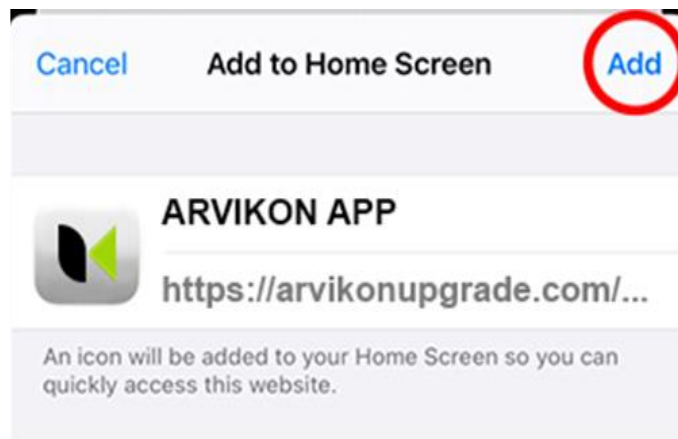 Cancel Add to Home Screen Add
ARVIKON APP
https://arvikonupgrade.com/...
An icon will be added to your Home Screen so you can
quickly access this website.